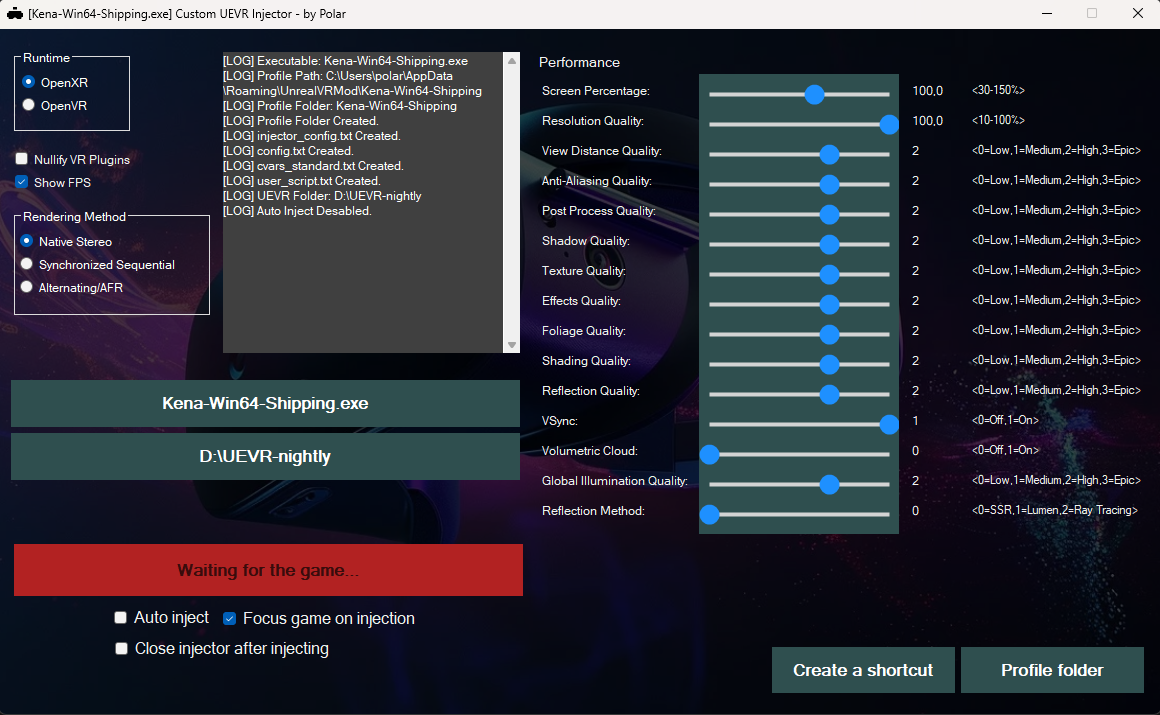 [Kena-Win64-Shipping.exe] Custom UEVR Injector - by Polar
Runtime
OpenXR
OpenVR
Nullify VR Plugins
Show FPS
Rendering Method
Native Stereo
Synchronized Sequential
Alternating/AFR
[LOG] Executable: Kena-Win64-Shipping.exe
[LOG] Profile Path: C:\Users\polar\AppData
\Roaming\UnrealVRMod\Kena-Win64-Shipping
[LOG] Profile Folder: Kena-Win64-Shipping
[LOG] Profile Folder Created.
[LOG] injector_config.txt Created.
[LOG] config.txt Created.
[LOG] cvars_standard.txt Created.
[LOG] user_script.txt Created.
[LOG] UEVR Folder: D:\UEVR-nightly
[LOG] Auto Inject Desabled.
Kena-Win64-Shipping.exe
D:\UEVR-nightly
Waiting for the game...
Auto inject Focus game on injection
Close injector after injecting
Performance
Screen Percentage: 100,0 <30-150%>
Resolution Quality: 100,0 <10-100%>
View Distance Quality: 2 <0=Low,1=Medium,2=High,3=Epic>
Anti-Aliasing Quality: 2 <0=Low,1=Medium,2=High,3=Epic>
Post Process Quality: 2 <0=Low,1=Medium,2=High,3=Epic>
Shadow Quality: 2 <0=Low,1=Medium,2=High,3=Epic>
Texture Quality: 2 <0=Low,1=Medium,2=High,3=Epic>
Effects Quality: 2 <0=Low,1=Medium,2=High,3=Epic>
Foliage Quality: 2 <0=Low,1=Medium,2=High,3=Epic>
Shading Quality: 2 <0=Low,1=Medium,2=High,3=Epic>
Reflection Quality: 2 <0=Low,1=Medium,2=High,3=Epic>
VSync: 1 <0=Off,1=On>
Volumetric Cloud: 0 <0=Off,1=On>
Global Illumination Quality: 2 <0=Low,1=Medium,2=High,3=Epic>
Reflection Method: 0 <0=SSR,1=Lumen,2=Ray Tracing>
Create a shortcut
Profile folder